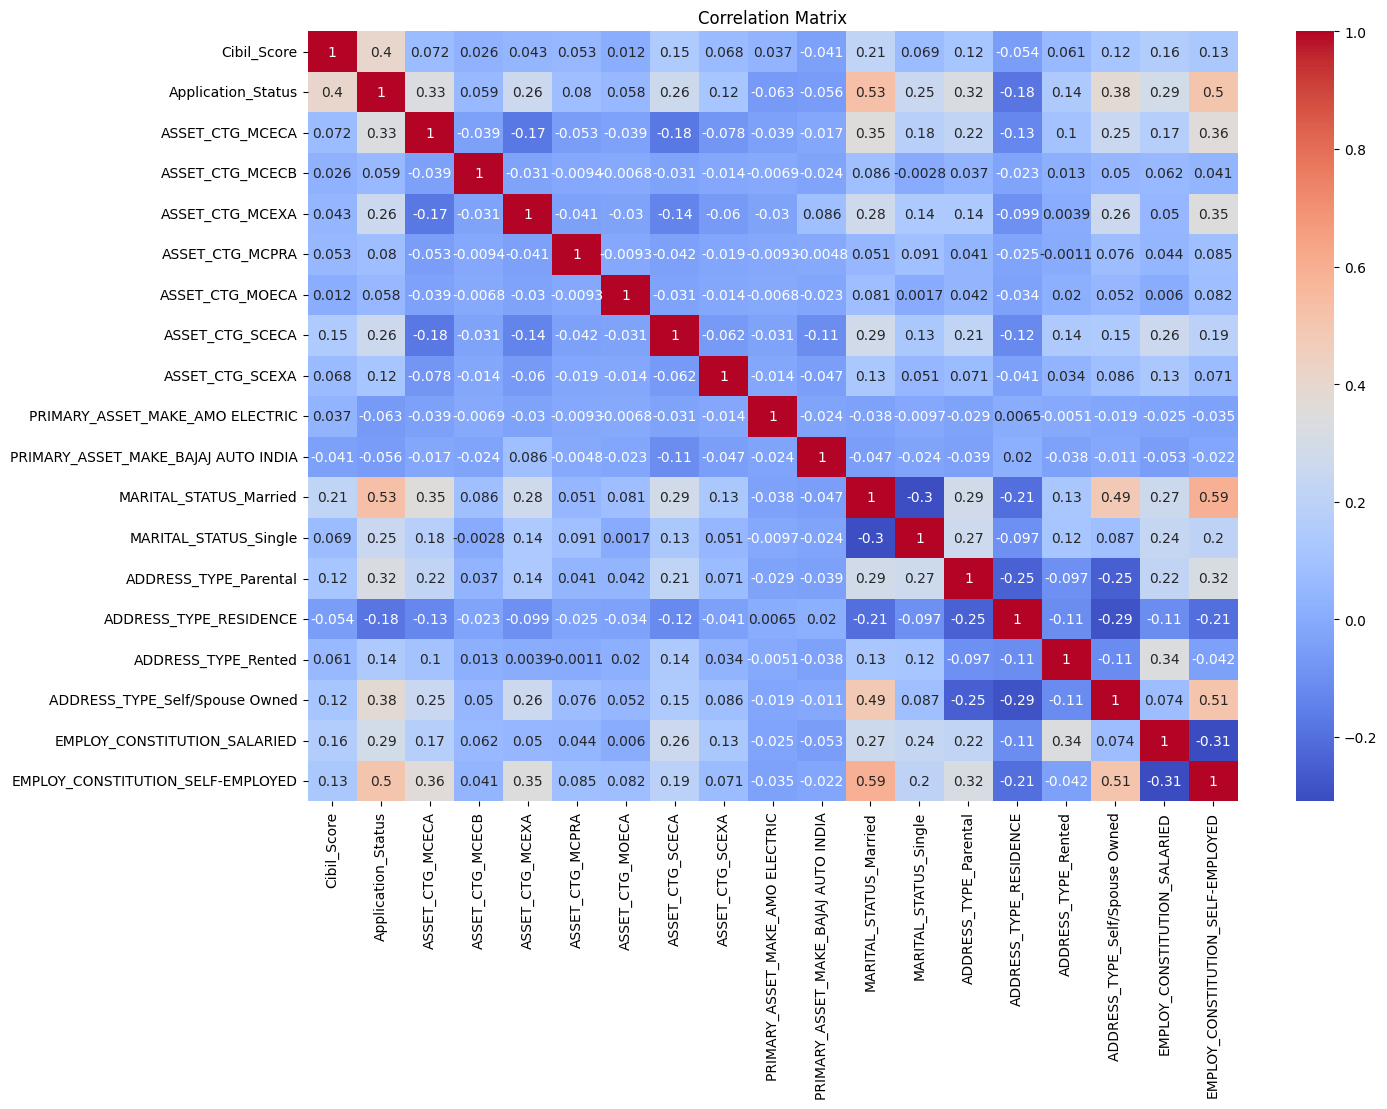 Correlation Matrix
Cibil_Score 1 0.4 0.072 0.026 0.043 0.053 0.012 0.15 0.068 0.037 -0.041 0.21 0.069 0.12 -0.054 0.061 0.12 0.16 0.13
Application_Status 0.4 1 0.33 0.059 0.26 0.08 0.058 0.26 0.12 -0.063 -0.056 0.53 0.25 0.32 -0.18 0.14 0.38 0.29 0.5
ASSET_CTG_MCECA 0.072 0.33 1 -0.039 -0.17 -0.053 -0.039 -0.18 -0.078 -0.039 -0.017 0.35 0.18 0.22 -0.13 0.1 0.25 0.17 0.36
ASSET_CTG_MCECB 0.026 0.059 -0.039 1 -0.031 -0.0094 -0.0068 -0.031 -0.014 -0.0069 -0.024 0.086 -0.0028 0.037 -0.023 0.013 0.05 0.062 0.041
ASSET_CTG_MCEXA 0.043 0.26 -0.17 -0.031 1 -0.041 -0.03 -0.14 -0.06 -0.03 0.086 0.28 0.14 0.14 -0.099 0.0039 0.26 0.05 0.35
ASSET_CTG_MCPRA 0.053 0.08 -0.053 -0.0094 -0.041 1 -0.0093 -0.042 -0.019 -0.0093 -0.0048 0.051 0.091 0.041 -0.025 -0.0011 0.076 0.044 0.085
ASSET_CTG_MOECA 0.012 0.058 -0.039 -0.0068 -0.03 -0.0093 1 -0.031 -0.014 -0.0068 -0.023 0.081 0.0017 0.042 -0.034 0.02 0.052 0.006 0.082
ASSET_CTG_SCECA 0.15 0.26 -0.18 -0.031 -0.14 -0.042 -0.031 1 -0.062 -0.031 -0.11 0.29 0.13 0.21 -0.12 0.14 0.15 0.26 0.19
ASSET_CTG_SCEXA 0.068 0.12 -0.078 -0.014 -0.06 -0.019 -0.014 -0.062 1 -0.014 -0.047 0.13 0.051 0.071 -0.041 0.034 0.086 0.13 0.071
PRIMARY_ASSET_MAKE_AMO ELECTRIC 0.037 -0.063 -0.039 -0.0069 -0.03 -0.0093 -0.0068 -0.031 -0.014 1 -0.024 -0.038 -0.0097 -0.029 0.0065 -0.0051 -0.019 -0.025 -0.035
PRIMARY_ASSET_MAKE_BAJAJ AUTO INDIA -0.041 -0.056 -0.017 -0.024 0.086 -0.0048 -0.023 -0.11 -0.047 -0.024 1 -0.047 -0.024 -0.039 0.02 -0.038 -0.011 -0.053 -0.022
MARITAL_STATUS_Married 0.21 0.53 0.35 0.086 0.28 0.051 0.081 0.29 0.13 -0.038 -0.047 1 -0.3 0.29 -0.21 0.13 0.49 0.27 0.59
MARITAL_STATUS_Single 0.069 0.25 0.18 -0.0028 0.14 0.091 0.0017 0.13 0.051 -0.0097 -0.024 -0.3 1 0.27 -0.097 0.12 0.087 0.24 0.2
ADDRESS_TYPE_Parental 0.12 0.32 0.22 0.037 0.14 0.041 0.042 0.21 0.071 -0.029 -0.039 0.29 0.27 1 -0.25 -0.097 -0.25 0.22 0.32
ADDRESS_TYPE_RESIDENCE -0.054 -0.18 -0.13 -0.023 -0.099 -0.025 -0.034 -0.12 -0.041 0.0065 0.02 -0.21 -0.097 -0.25 1 -0.11 -0.29 -0.11 -0.21
ADDRESS_TYPE_Rented 0.061 0.14 0.1 0.013 0.0039 -0.0011 0.02 0.14 0.034 -0.0051 -0.038 0.13 0.12 -0.097 -0.11 1 -0.11 0.34 -0.042
ADDRESS_TYPE_Self/Spouse Owned 0.12 0.38 0.25 0.05 0.26 0.076 0.052 0.15 0.086 -0.019 -0.011 0.49 0.087 -0.25 -0.29 -0.11 1 0.074 0.51
EMPLOY_CONSTITUTION_SALARIED 0.16 0.29 0.17 0.062 0.05 0.044 0.006 0.26 0.13 -0.025 -0.053 0.27 0.24 0.22 -0.11 0.34 0.074 1 -0.31
EMPLOY_CONSTITUTION_SELF-EMPLOYED 0.13 0.5 0.36 0.041 0.35 0.085 0.082 0.19 0.071 -0.035 -0.022 0.59 0.2 0.32 -0.21 -0.042 0.51 -0.31 1
Cibil_Score
Application_Status
ASSET_CTG_MCECA
ASSET_CTG_MCECB
ASSET_CTG_MCEXA
ASSET_CTG_MCPRA
ASSET_CTG_MOECA
ASSET_CTG_SCECA
ASSET_CTG_SCEXA
PRIMARY_ASSET_MAKE_AMO ELECTRIC
PRIMARY_ASSET_MAKE_BAJAJ AUTO INDIA
MARITAL_STATUS_Married
MARITAL_STATUS_Single
ADDRESS_TYPE_Parental
ADDRESS_TYPE_RESIDENCE
ADDRESS_TYPE_Rented
ADDRESS_TYPE_Self/Spouse Owned
EMPLOY_CONSTITUTION_SALARIED
EMPLOY_CONSTITUTION_SELF-EMPLOYED
1.0
0.8
0.6
0.4
0.2
0.0
−0.2